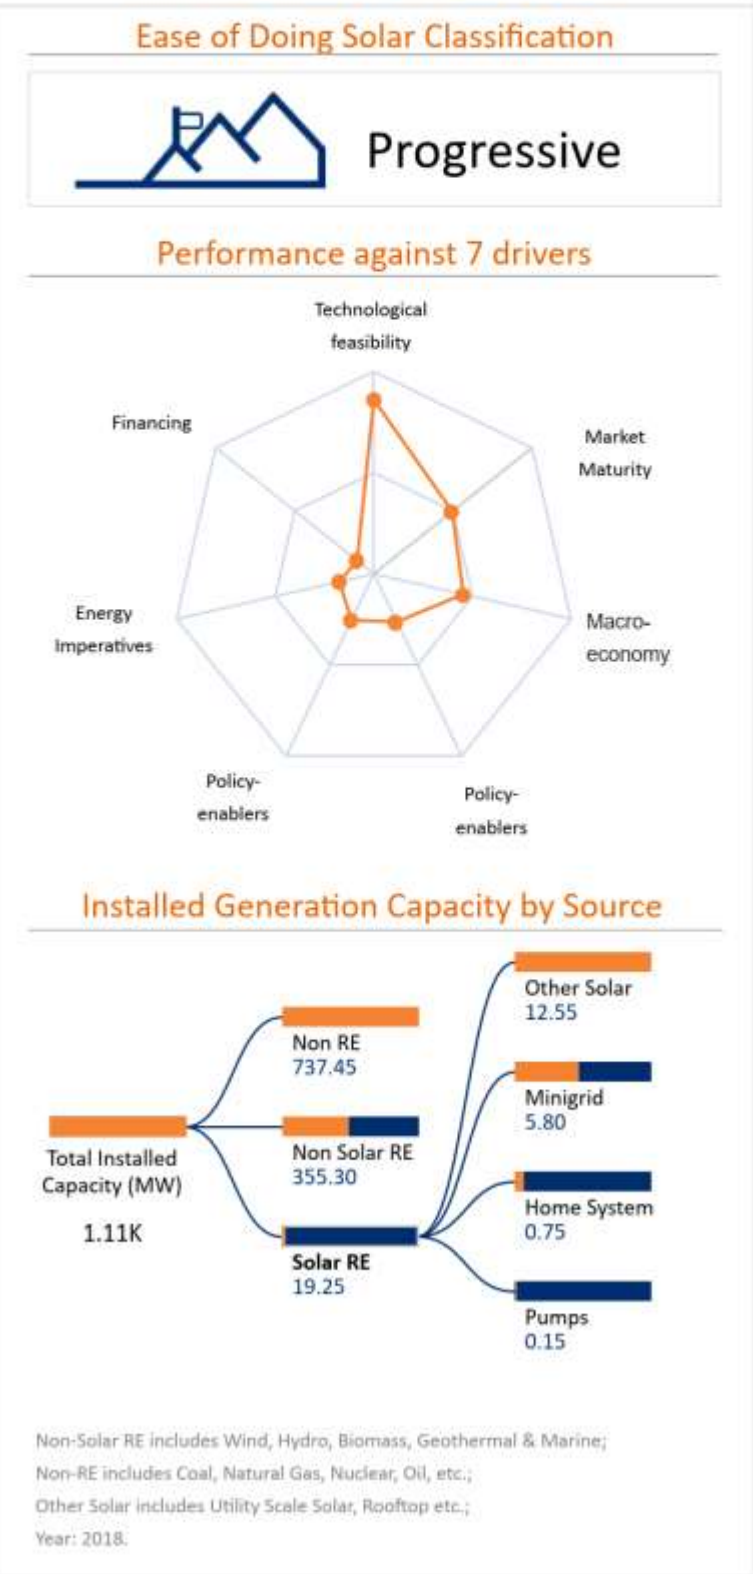 Ease of Doing Solar Classification
Progressive
Performance against 7 drivers
Technological
feasibility
Financing
Market
Maturity
Energy
Imperatives
Macro-
economy
Policy-
enablers
Policy-
enablers
Installed Generation Capacity by Source
Other Solar
12.55
Non RE
737.45
Minigrid
5.80
Total Installed
Capacity (MW)
1.11K
Non Solar RE
355.30
Home System
0.75
Solar RE
19.25
Pumps
0.15
Non-Solar RE includes Wind, Hydro, Biomass, Geothermal & Marine;
Non-RE includes Coal, Natural Gas, Nuclear, Oil, etc.;
Other Solar includes Utility Scale Solar, Rooftop etc.;
Year: 2018.